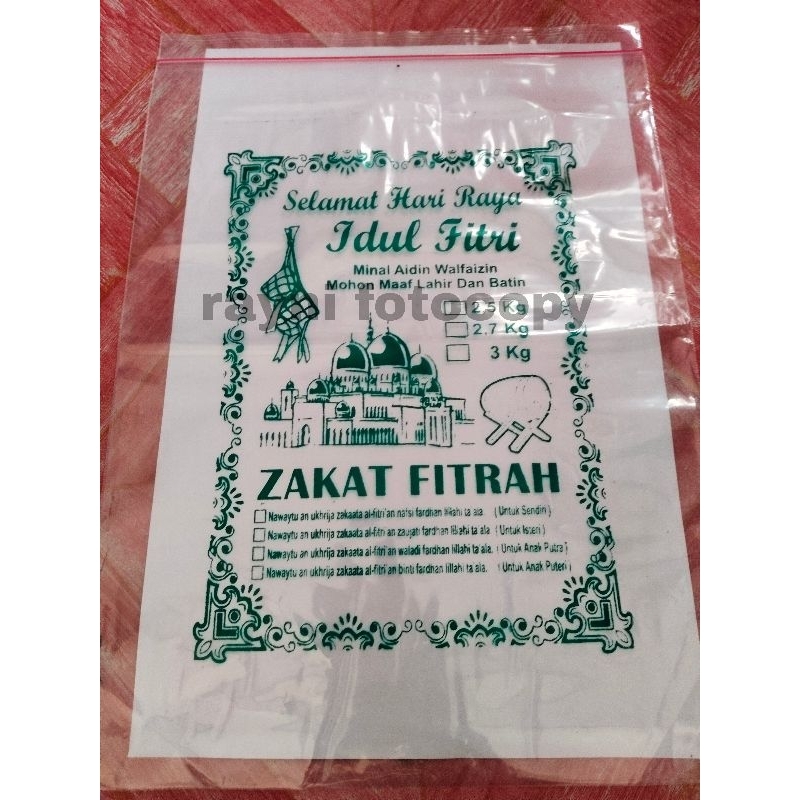 Selamat Hari Raya
Idul Fitri
Minal Aidin Walfaizin
Mohon Maaf Lahir Dan Batin
rayhi fotocopy
2.5 Kg
2.7 Kg
3 Kg
ZAKAT FITRAH
Nawaytu an ukhrija zakaata al-fitri'an nafsi fardhan lillahi ta ala (Untuk Sendiri)
Nawaytu an ukhrija zakaata al-fitri an zaujati fardhan lillahi ta ala (Untuk Isteri)
Nawaytu an ukhrija zakaata al-fitri an waladi fardhan lillahi ta ala. (Untuk Anak Putra)
Nawaytu an ukhrija zakaata al-fitri an binti fardhan lillahi ta ala. (Untuk Anak Puteri)